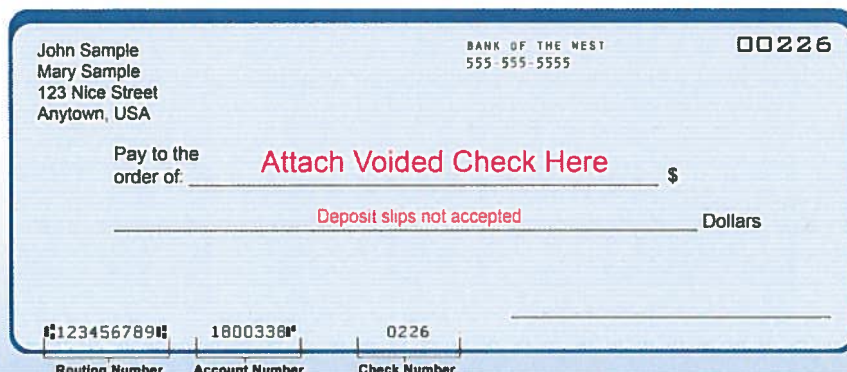 John Sample
Mary Sample
123 Nice Street
Anytown, USA
BANK OF THE WEST
555-555-5555
00226
Pay to the
order of: Attach Voided Check Here $
Deposit slips not accepted Dollars
⑆123456789⑆ 1800338⑈ 0226
Routing Number Account Number Check Number